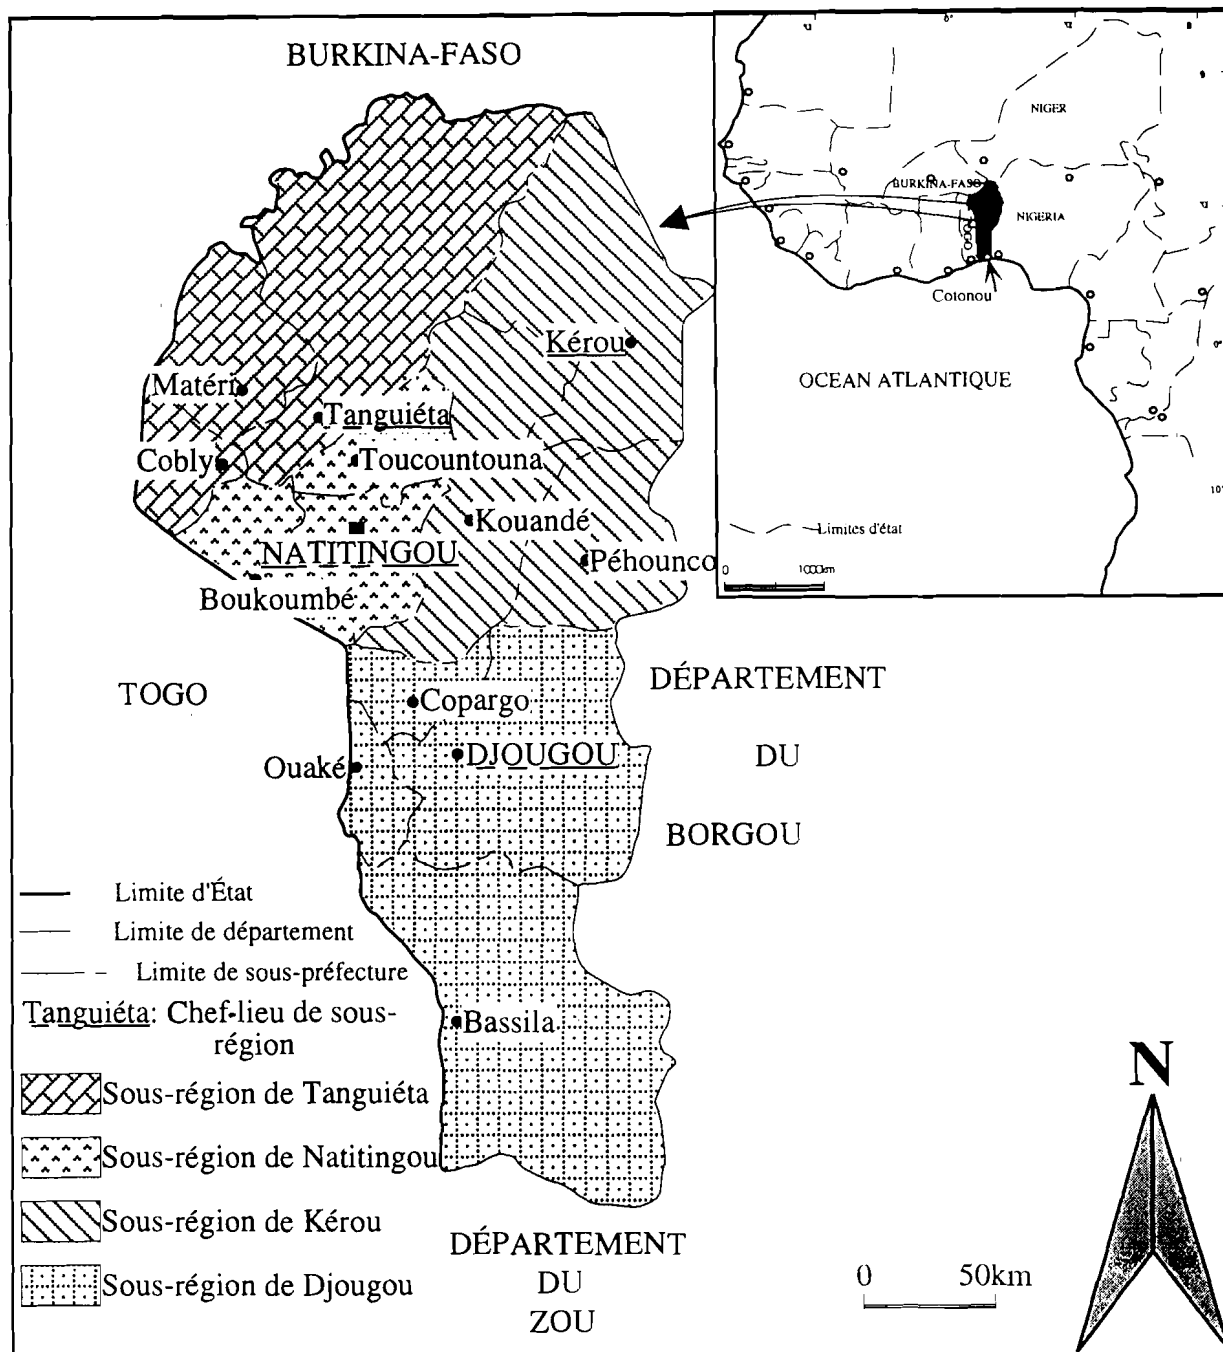 BURKINA-FASO
NIGER
BURKINA-FASO
NIGERIA
Cotonou
OCEAN ATLANTIQUE
Limites d'état
0 1000km
10°
Kérou
Matéri
Tanguiéta
Cobly
Toucountouna
Kouandé
NATITINGOU
Péhounco
Boukoumbé
TOGO
DÉPARTEMENT
DU
BORGOU
Copargo
DJOUGOU
Ouaké
Bassila
Limite d'État
Limite de département
Limite de sous-préfecture
Tanguiéta: Chef-lieu de sous-
région
Sous-région de Tanguiéta
Sous-région de Natitingou
Sous-région de Kérou
Sous-région de Djougou
DÉPARTEMENT
DU
ZOU
0 50km
N